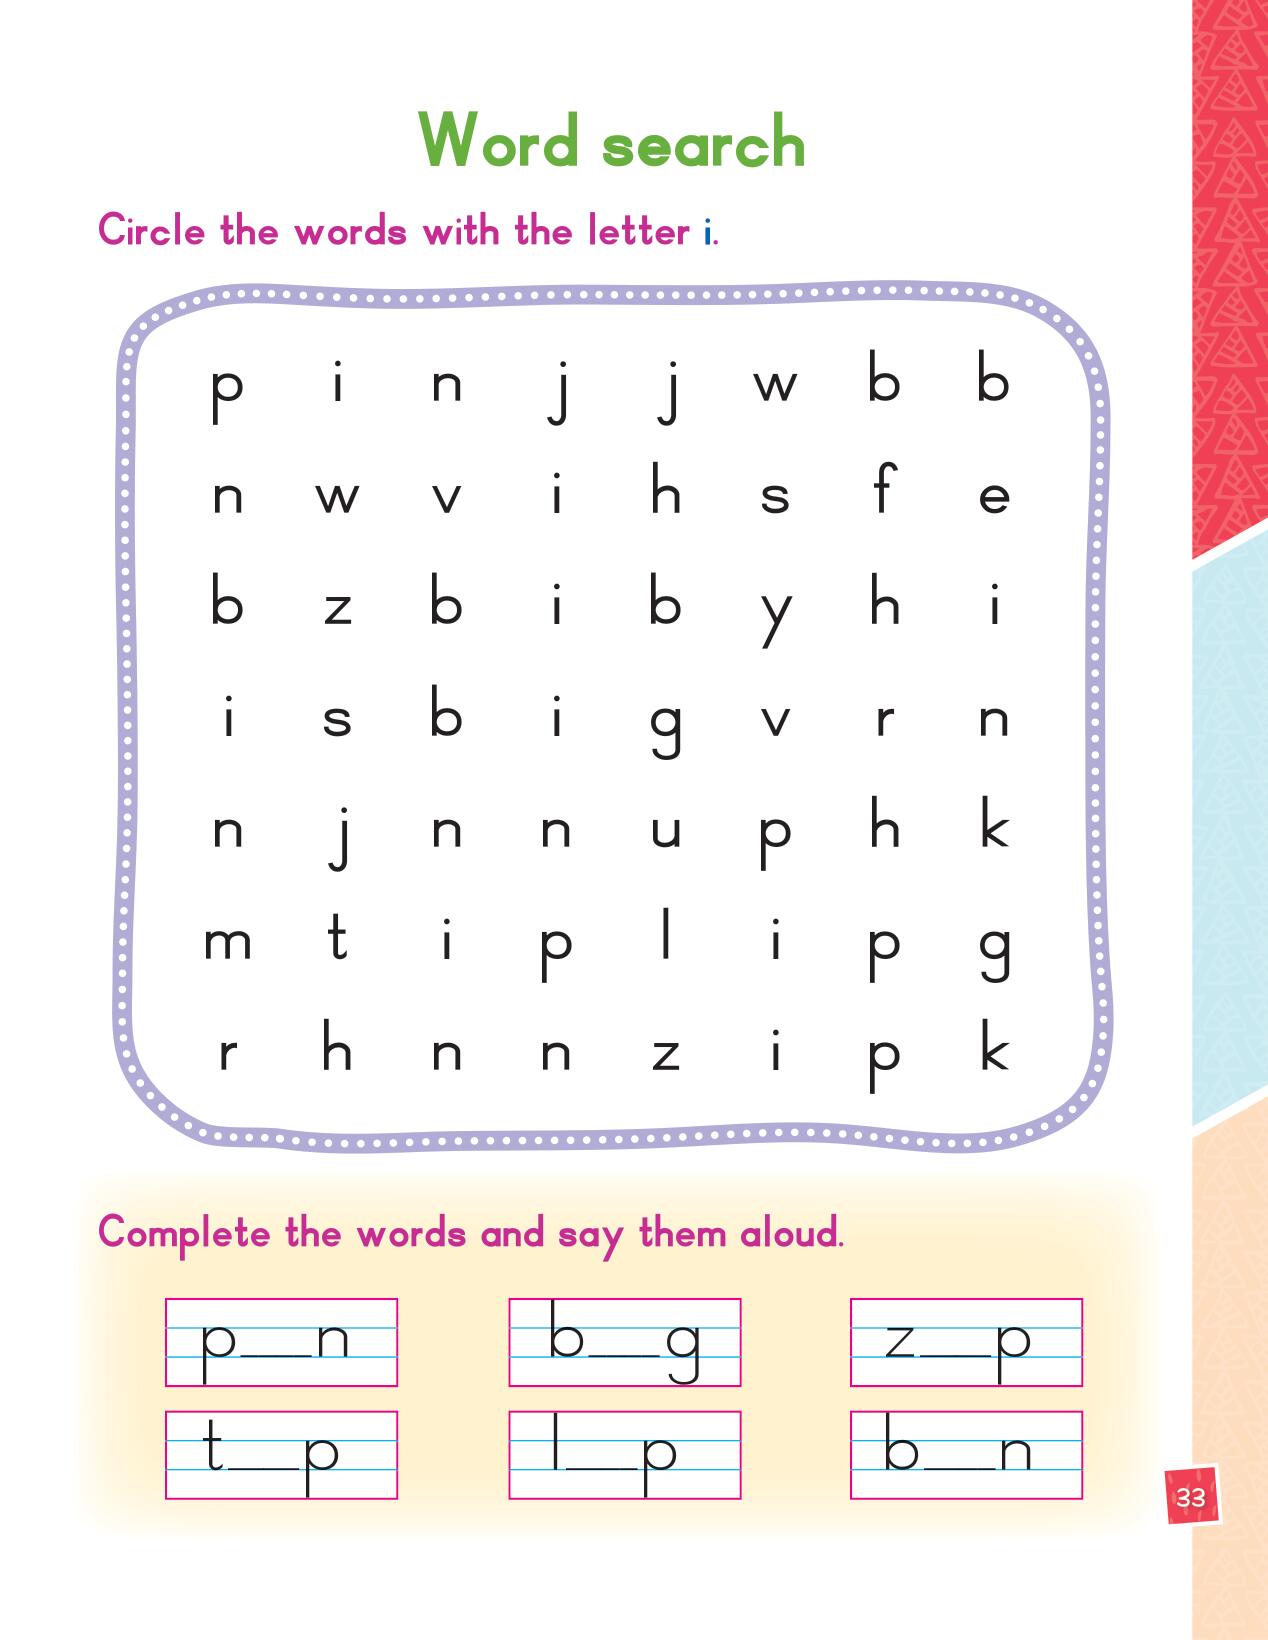 Word search
Circle the words with the letter i.
p i n j j w b b
n w v i h s f e
b z b i b y h i
i s b i g v r n
n j n n u p h k
m t i p l i p g
r h n n z i p k
Complete the words and say them aloud.
p__n b__g z__p
t__p l__p b__n
33